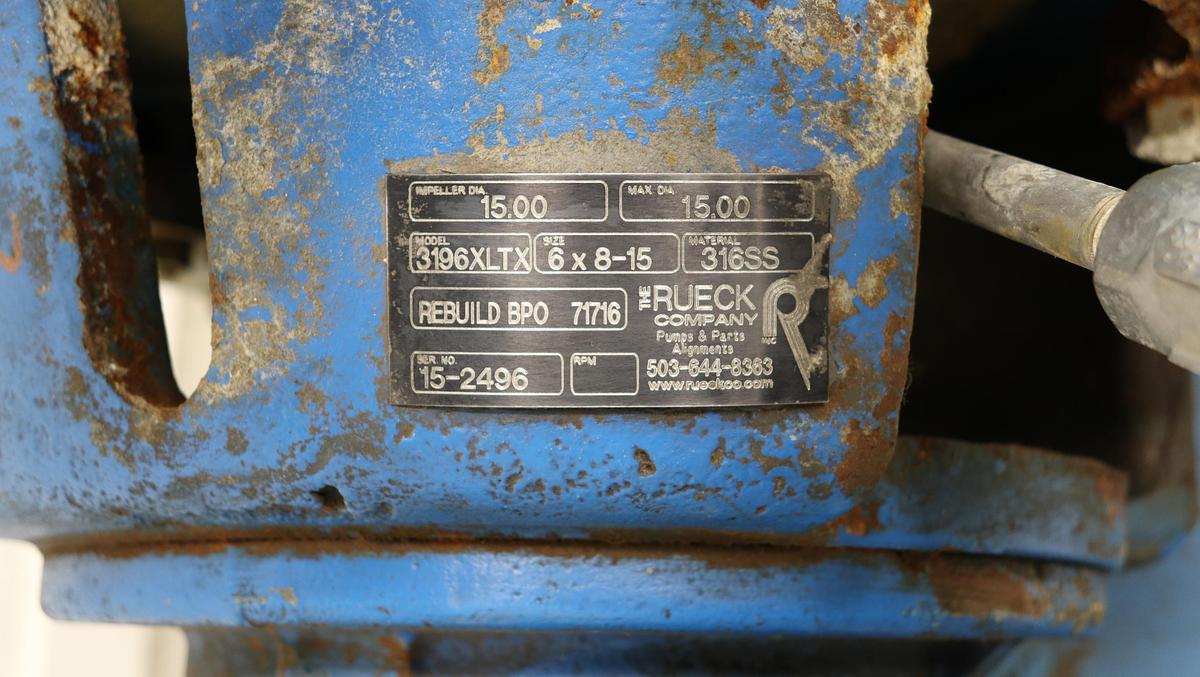 IMPELLER DIA. 15.00
MAX. DIA. 15.00
MODEL 3196XLTX
SIZE 6 x 8-15
MATERIAL 316SS
REBUILD BPO 71716
THE RUECK
COMPANY
Pumps & Parts
Alignments
503-644-8383
www.rueckco.com
SER. NO. 15-2496
RPM
R